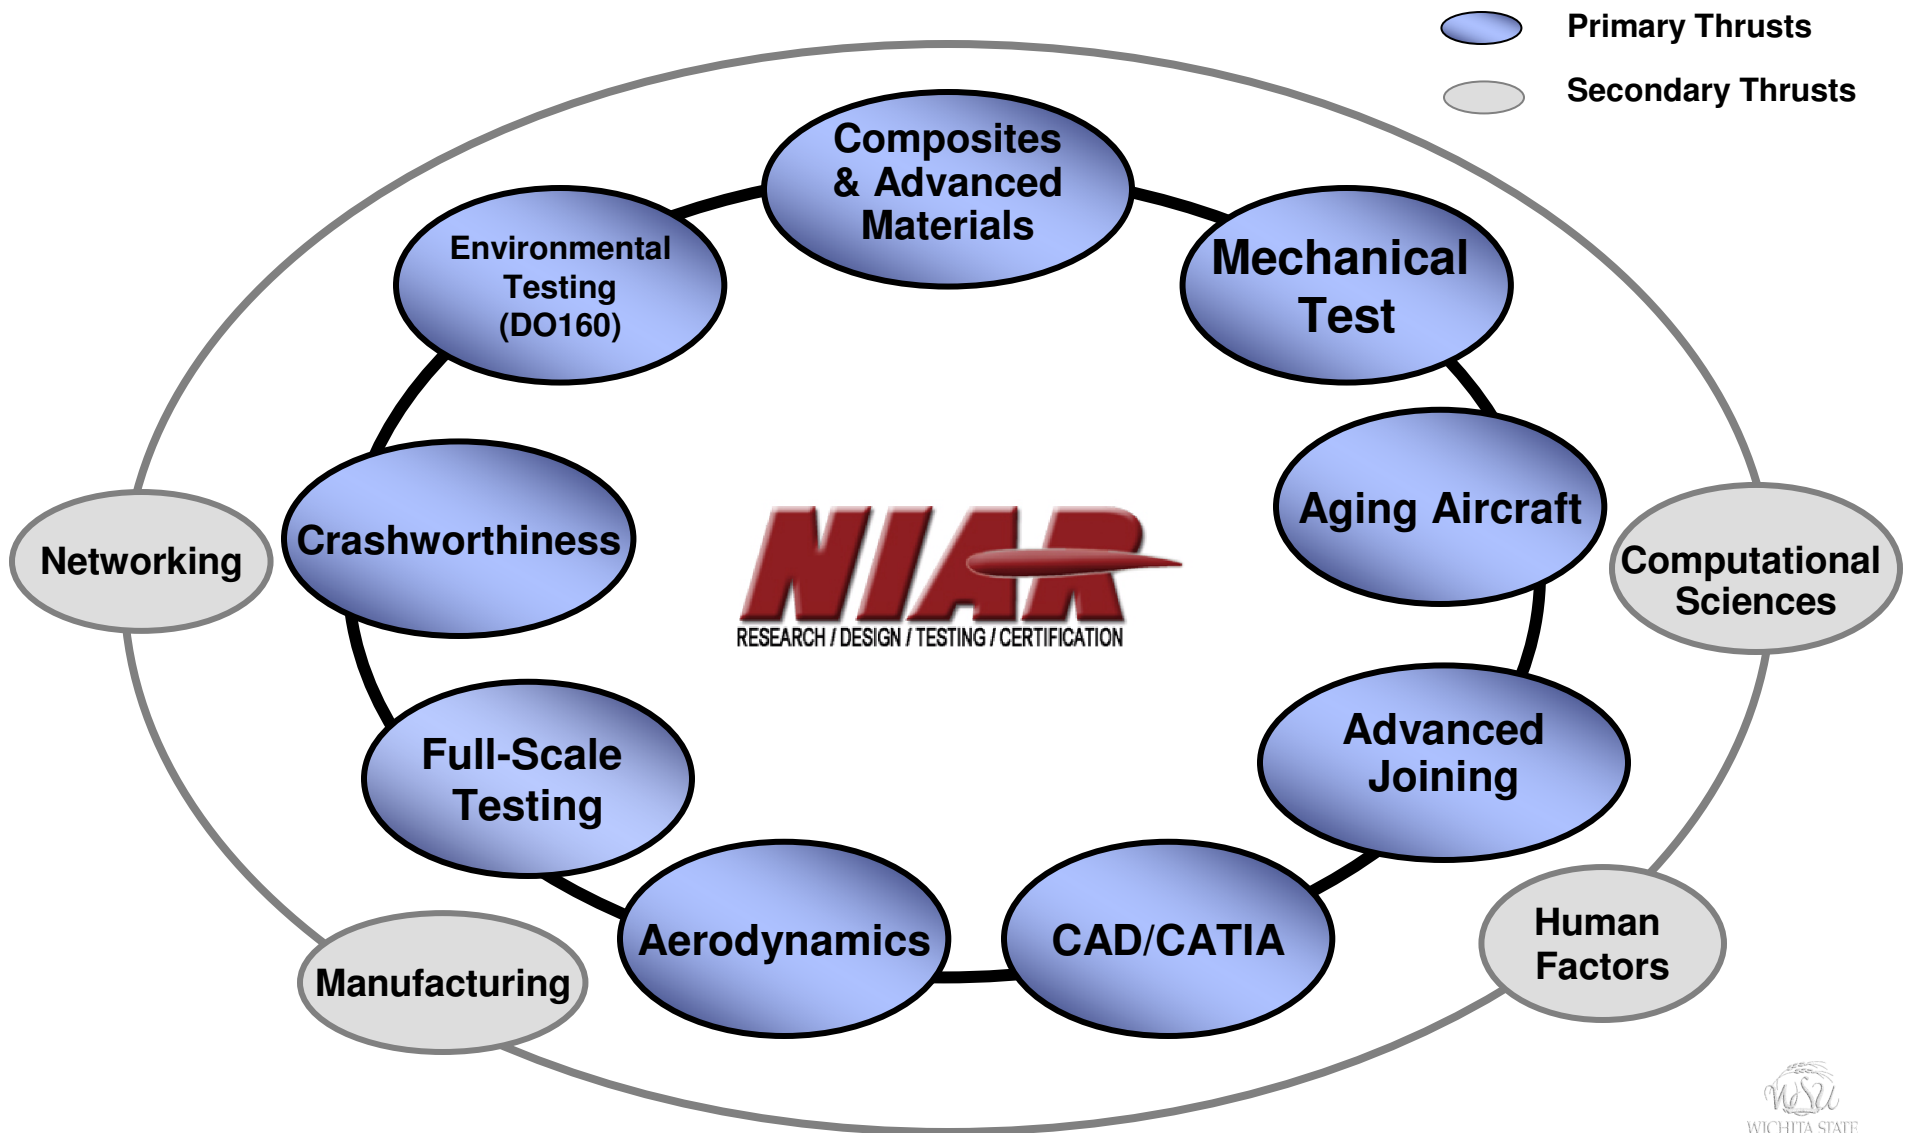 Primary Thrusts
Secondary Thrusts
Composites
& Advanced
Materials
Environmental
Testing
(DO160)
Mechanical
Test
Crashworthiness
Aging Aircraft
Networking
Computational
Sciences
NIAR
RESEARCH / DESIGN / TESTING / CERTIFICATION
Full-Scale
Testing
Advanced
Joining
Aerodynamics
CAD/CATIA
Manufacturing
Human
Factors
WSU
WICHITA STATE